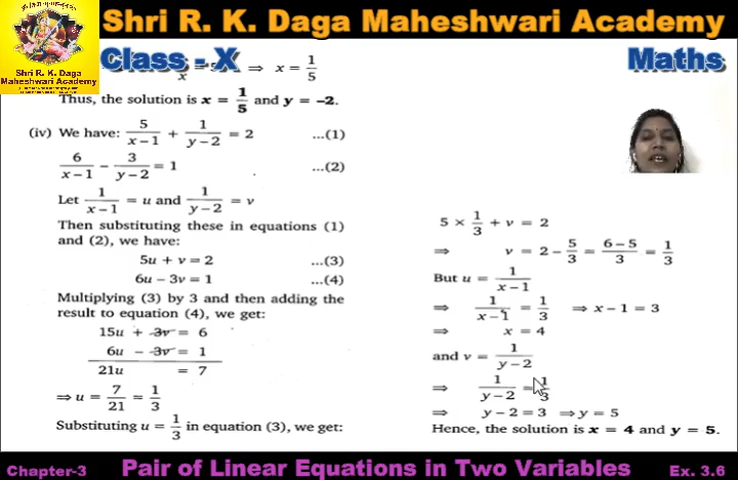 Shri R. K. Daga Maheshwari Academy
Shri R. K. Daga
Maheshwari Academy
Class - X
Maths
x ⇒ x = 1/5
Thus, the solution is x = 1/5 and y = –2.
(iv) We have: 5/(x – 1) + 1/(y – 2) = 2 ...(1)
6/(x – 1) – 3/(y – 2) = 1 ...(2)
Let 1/(x – 1) = u and 1/(y – 2) = v
Then substituting these in equations (1)
and (2), we have:
5u + v = 2 ...(3)
6u – 3v = 1 ...(4)
Multiplying (3) by 3 and then adding the
result to equation (4), we get:
15u + 3v = 6
6u – 3v = 1
21u = 7
⇒ u = 7/21 = 1/3
Substituting u = 1/3 in equation (3), we get:
5 × 1/3 + v = 2
⇒ v = 2 – 5/3 = (6 – 5)/3 = 1/3
But u = 1/(x – 1)
⇒ 1/(x – 1) = 1/3 ⇒ x – 1 = 3
⇒ x = 4
and v = 1/(y – 2)
⇒ 1/(y – 2) = 1/3
⇒ y – 2 = 3 ⇒ y = 5
Hence, the solution is x = 4 and y = 5.
Chapter-3 Pair of Linear Equations in Two Variables Ex. 3.6